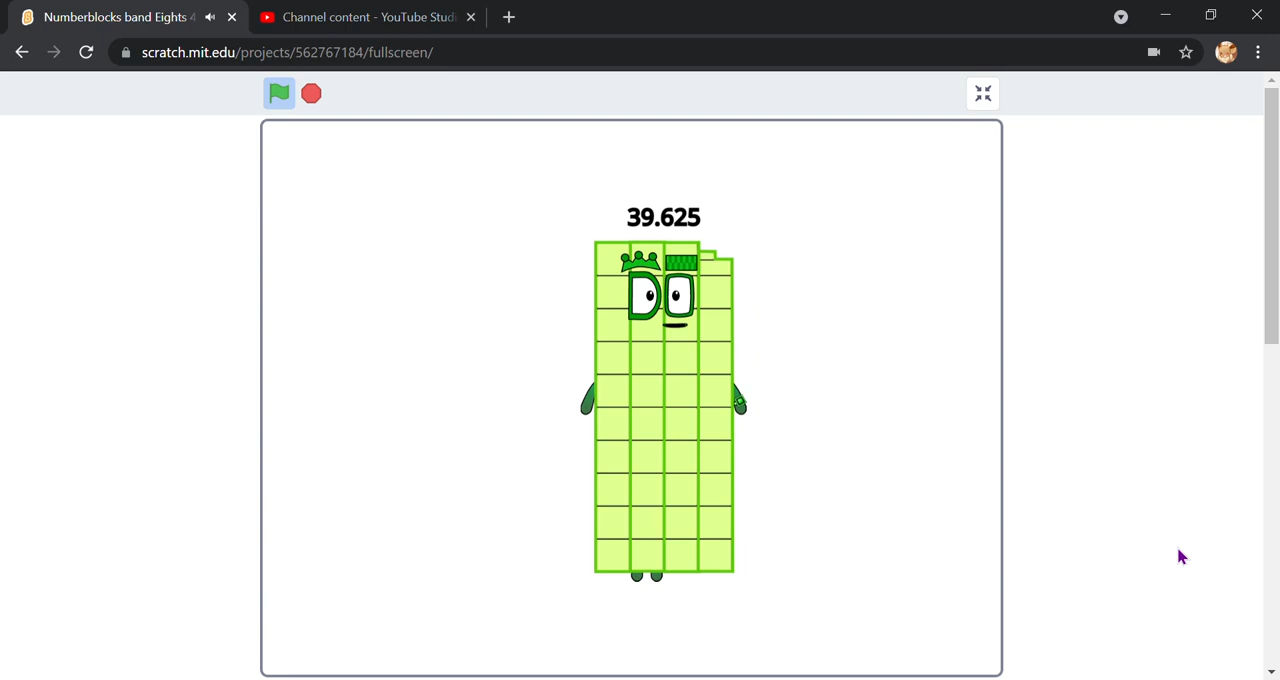 Numberblocks band Eights 4
Channel content - YouTube Studi
scratch.mit.edu/projects/562767184/fullscreen/
39.625